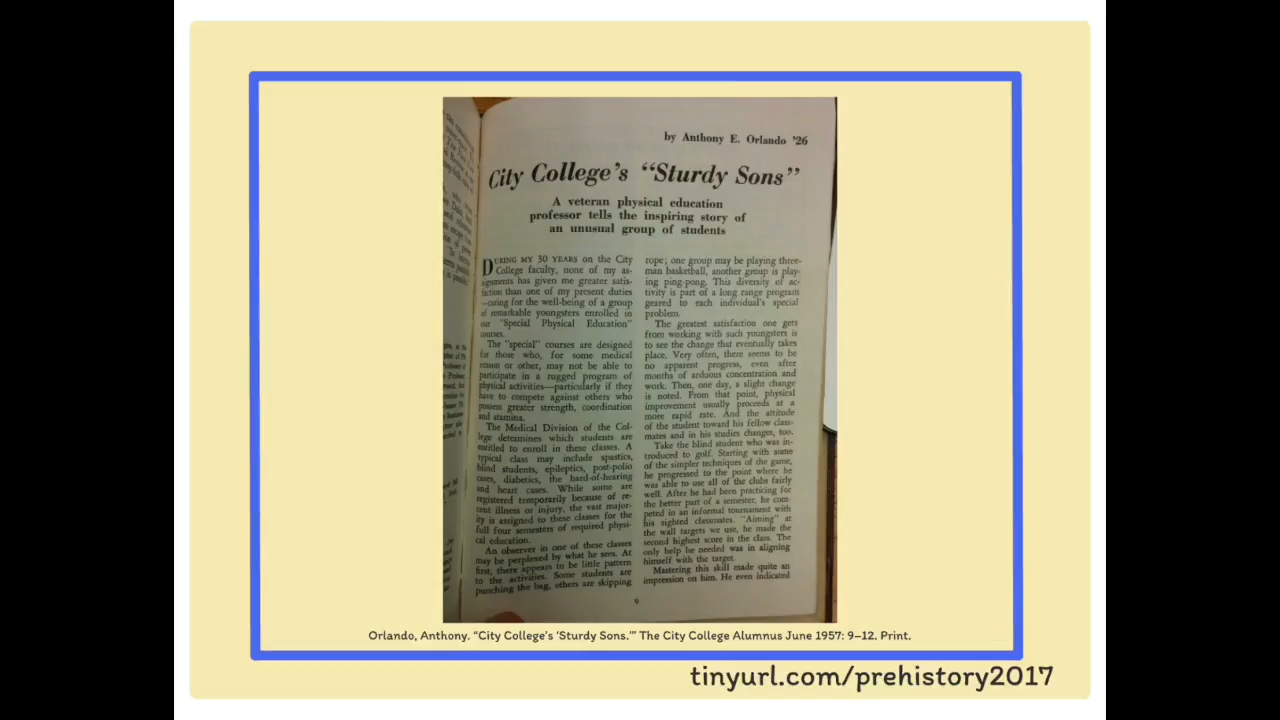 by Anthony E. Orlando '26
City College's “Sturdy Sons”
A veteran physical education
professor tells the inspiring story of
an unusual group of students
DURING MY 30 YEARS on the City
College faculty, none of my as-
signments has given me greater satis-
faction than one of my present duties
—caring for the well-being of a group
of remarkable youngsters enrolled in
our “Special Physical Education”
courses.
The “special” courses are designed
for those who, for some medical
reason or other, may not be able to
participate in a rugged program of
physical activities—particularly if they
have to compete against others who
possess greater strength, coordination
and stamina.
The Medical Division of the Col-
lege determines which students are
entitled to enroll in these classes. A
typical class may include spastics,
blind students, epileptics, post-polio
cases, diabetics, the hard-of-hearing
and heart cases. While some are
registered temporarily because of re-
cent illness or injury, the vast major-
ity is assigned to these classes for the
full four semesters of required physi-
cal education.
An observer in one of these classes
may be perplexed by what he sees. At
first, there appears to be little pattern
to the activities. Some students are
punching the bag, others are skipping
rope; one group may be playing three-
man basketball, another group is play-
ing ping-pong. This diversity of ac-
tivity is part of a long range program
geared to each individual's special
problem.
The greatest satisfaction one gets
from working with such youngsters is
to see the change that eventually takes
place. Very often, there seems to be
no apparent progress, even after
months of arduous concentration and
work. Then, one day, a slight change
is noted. From that point, physical
improvement usually proceeds at a
more rapid rate. And the attitude
of the student toward his fellow class-
mates and in his studies changes, too.
Take the blind student who was in-
troduced to golf. Starting with some
of the simpler techniques of the game,
he progressed to the point where he
was able to use all of the clubs fairly
well. After he had been practicing for
the better part of a semester, he com-
peted in an informal tournament with
his sighted classmates. “Aiming” at
the wall targets we use, he made the
second highest score in the class. The
only help he needed was in aligning
himself with the target.
Mastering this skill made quite an
impression on him. He even indicated
9
Orlando, Anthony. “City College's ‘Sturdy Sons.’” The City College Alumnus June 1957: 9–12. Print.
tinyurl.com/prehistory2017